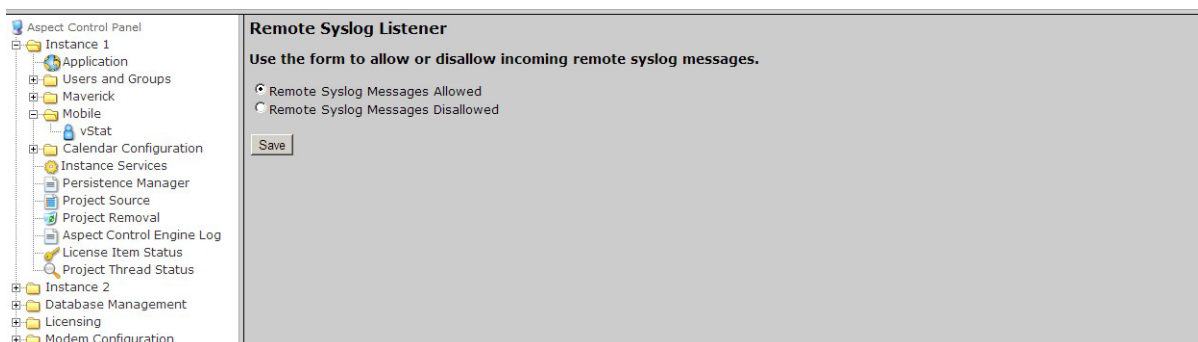 Aspect Control Panel
Instance 1
Application
Users and Groups
Maverick
Mobile
vStat
Calendar Configuration
Instance Services
Persistence Manager
Project Source
Project Removal
Aspect Control Engine Log
License Item Status
Project Thread Status
Instance 2
Database Management
Licensing
Modem Configuration
Remote Syslog Listener
Use the form to allow or disallow incoming remote syslog messages.
Remote Syslog Messages Allowed
Remote Syslog Messages Disallowed
Save